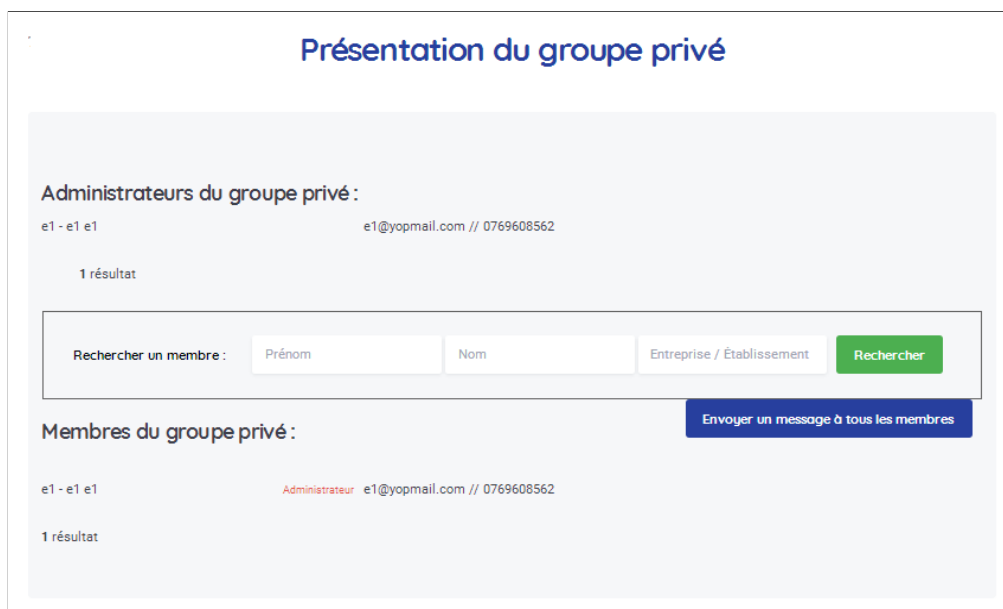 Présentation du groupe privé
Administrateurs du groupe privé :
e1 - e1 e1 e1@yopmail.com // 0769608562
1 résultat
Rechercher un membre : Prénom Nom Entreprise / Établissement Rechercher
Envoyer un message à tous les membres
Membres du groupe privé :
e1 - e1 e1 Administrateur e1@yopmail.com // 0769608562
1 résultat